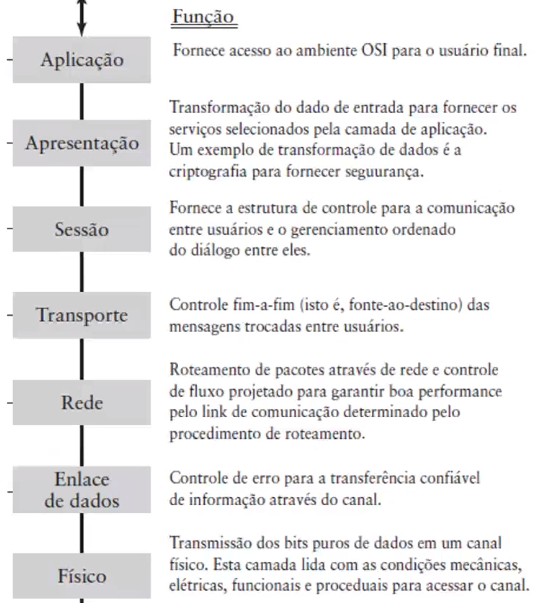 Função
Aplicação
Fornece acesso ao ambiente OSI para o usuário final.
Apresentação
Transformação do dado de entrada para fornecer os
serviços selecionados pela camada de aplicação.
Um exemplo de transformação de dados é a
criptografia para fornecer seguurança.
Sessão
Fornece a estrutura de controle para a comunicação
entre usuários e o gerenciamento ordenado
do diálogo entre eles.
Transporte
Controle fim-a-fim (isto é, fonte-ao-destino) das
mensagens trocadas entre usuários.
Rede
Roteamento de pacotes através de rede e controle
de fluxo projetado para garantir boa performance
pelo link de comunicação determinado pelo
procedimento de roteamento.
Enlace
de dados
Controle de erro para a transferência confiável
de informação através do canal.
Físico
Transmissão dos bits puros de dados em um canal
físico. Esta camada lida com as condições mecânicas,
elétricas, funcionais e proceduais para acessar o canal.